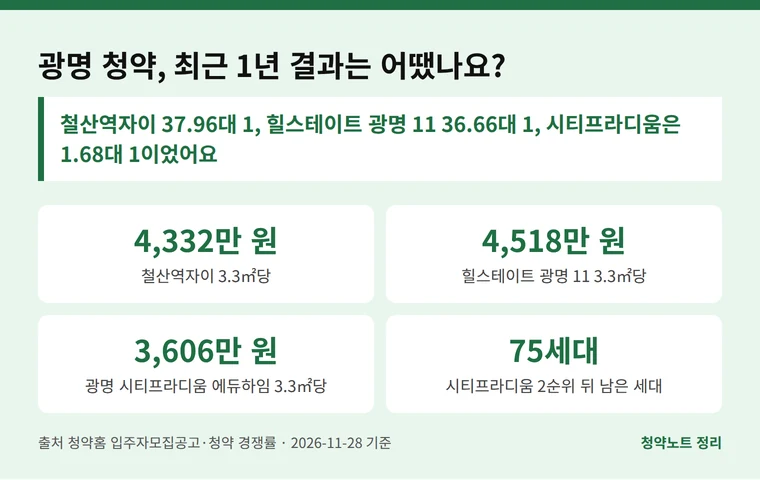 광명 청약, 최근 1년 결과는 어땠나요?
철산역자이 37.96대 1, 힐스테이트 광명 11 36.66대 1, 시티프라디움은
1.68대 1이었어요
4,332만 원
철산역자이 3.3㎡당
4,518만 원
힐스테이트 광명 11 3.3㎡당
3,606만 원
광명 시티프라디움 에듀하임 3.3㎡당
75세대
시티프라디움 2순위 뒤 남은 세대
출처 청약홈 입주자모집공고·청약 경쟁률 · 2026-11-28 기준
청약노트 정리